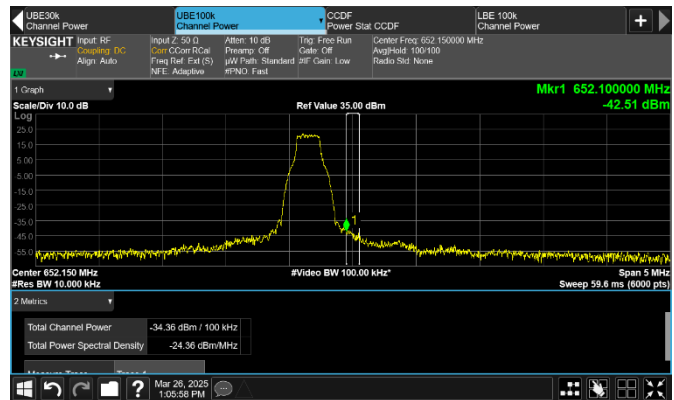 UBE30k
Channel Power
UBE100k
Channel Power
CCDF
Power Stat CCDF
LBE 100k
Channel Power
KEYSIGHT
Input: RF
Coupling: DC
Align: Auto
Input Z: 50 Ω
Corr CCorr RCal
Freq Ref: Ext (S)
NFE: Adaptive
Atten: 10 dB
Preamp: Off
µW Path: Standard
#PNO: Fast
Trig: Free Run
Gate: Off
#IF Gain: Low
Center Freq: 652.150000 MHz
Avg|Hold: 100/100
Radio Std: None
LXI
1 Graph
Mkr1 652.100000 MHz
-42.51 dBm
Scale/Div 10.0 dB
Ref Value 35.00 dBm
Log
25.0
15.0
5.00
-5.00
-15.0
-25.0
-35.0
-45.0
-55.0
1
Center 652.150 MHz
#Video BW 100.00 kHz*
Span 5 MHz
#Res BW 10.000 kHz
Sweep 59.6 ms (6000 pts)
2 Metrics
Total Channel Power -34.36 dBm / 100 kHz
Total Power Spectral Density -24.36 dBm/MHz
?
Mar 26, 2025
1:05:58 PM